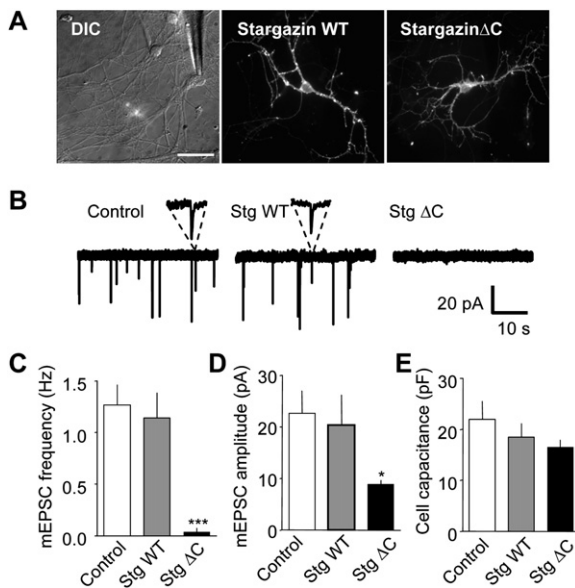 A
DIC
Stargazin WT
StargazinΔC
B
Control
Stg WT
Stg ΔC
20 pA
10 s
C
mEPSC frequency (Hz)
1.5
1.0
0.5
0.0
***
Control
Stg WT
Stg ΔC
D
mEPSC amplitude (pA)
30
20
10
0
*
Control
Stg WT
Stg ΔC
E
Cell capacitance (pF)
30
20
10
0
Control
Stg WT
Stg ΔC